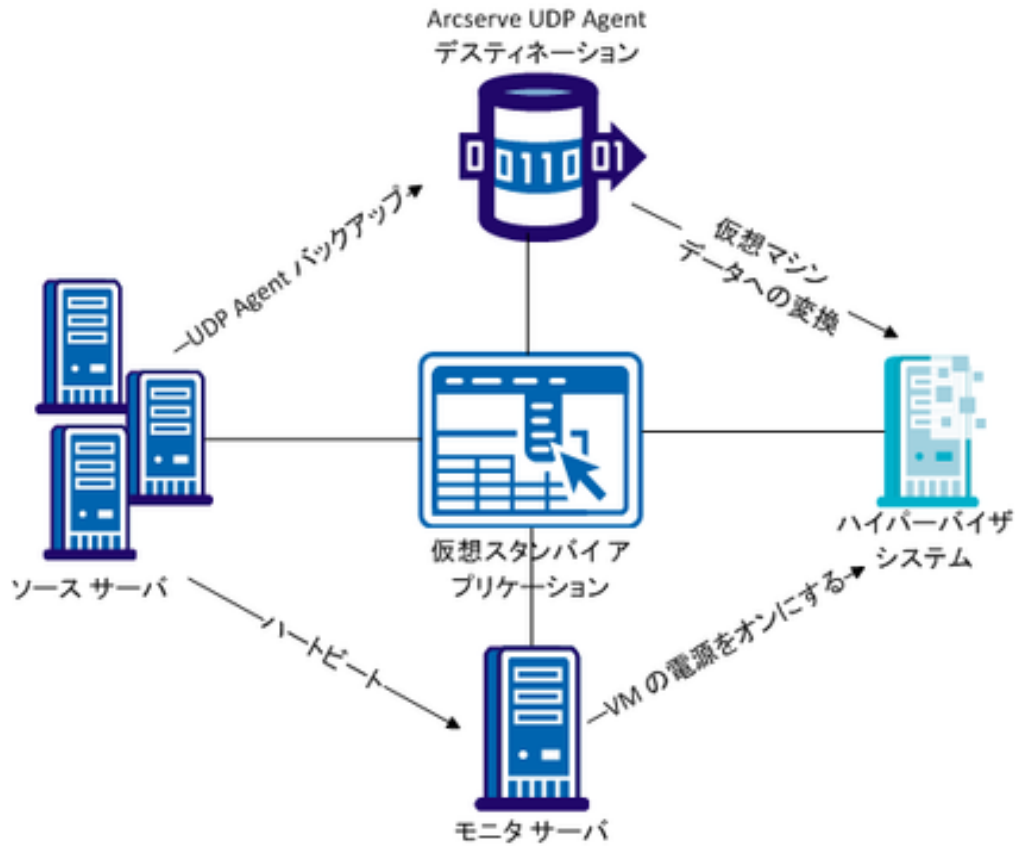 Arcserve UDP Agent
デスティネーション
0 0110 01
UDP Agent バックアップ
仮想マシン
データへの変換
ハイパーバイザ
システム
仮想スタンバイ ア
プリケーション
ソース サーバ
ハートビート
VM の電源をオンにする
モニタ サーバ